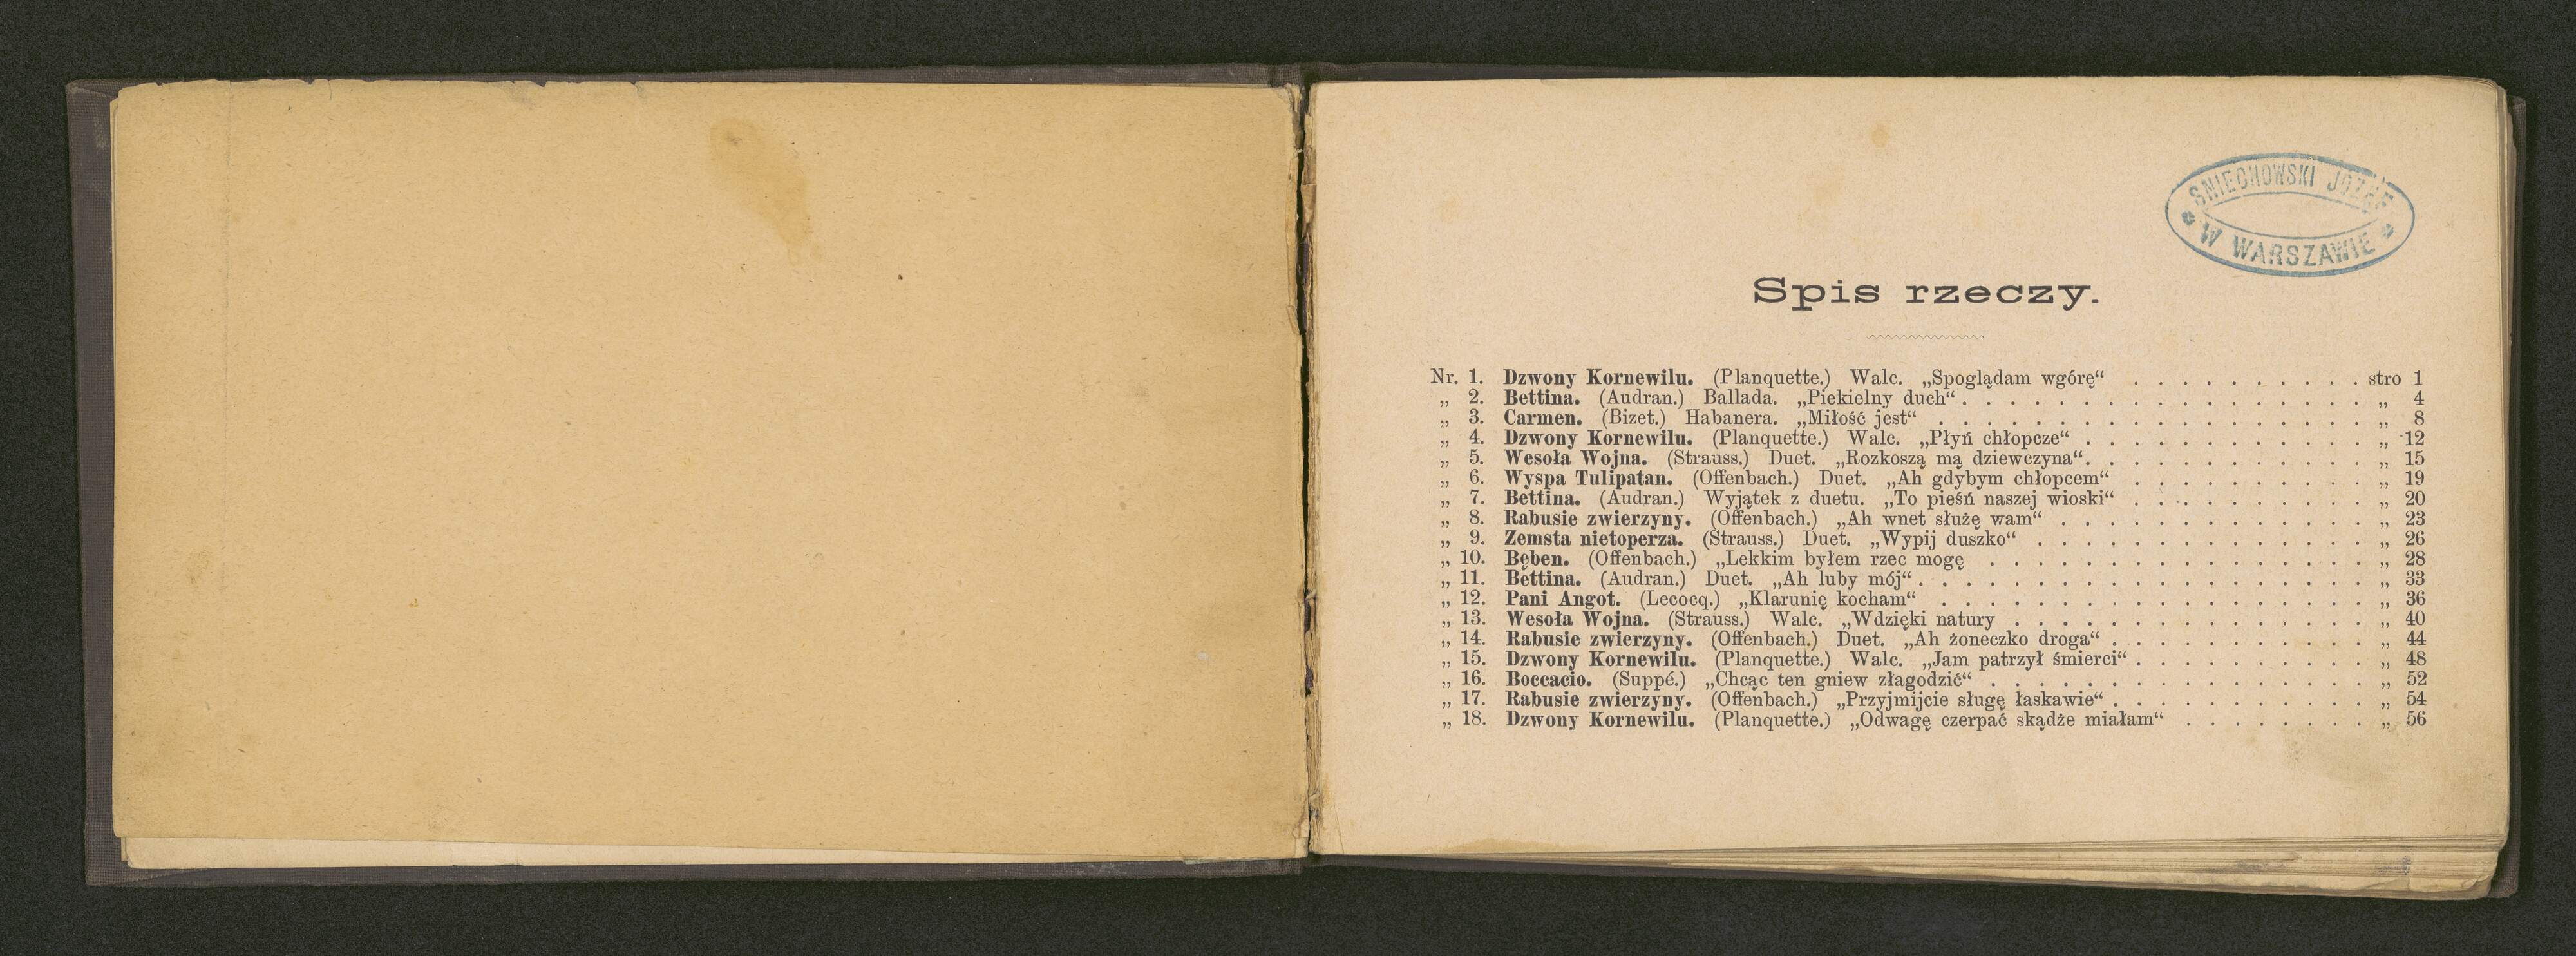 SNIECHOWSKI JÓZEF
W WARSZAWIE
Spis rzeczy.
Nr. 1. Dzwony Kornewilu. (Planquette.) Walc. „Spoglądam wgórę“ . . . . . . . . . . stro 1
„ 2. Bettina. (Audran.) Ballada. „Piekielny duch“ . . . . . . . . . . „ 4
„ 3. Carmen. (Bizet.) Habanera. „Miłość jest“ . . . . . . . . . . „ 8
„ 4. Dzwony Kornewilu. (Planquette.) Walc. „Płyń chłopcze“ . . . . . . . . . . „ 12
„ 5. Wesoła Wojna. (Strauss.) Duet. „Rozkoszą mą dziewczyna“ . . . . . . . . . . „ 15
„ 6. Wyspa Tulipatan. (Offenbach.) Duet. „Ah gdybym chłopcem“ . . . . . . . . . . „ 19
„ 7. Bettina. (Audran.) Wyjątek z duetu. „To pieśń naszej wioski“ . . . . . . . . . . „ 20
„ 8. Rabusie zwierzyny. (Offenbach.) „Ah wnet służę wam“ . . . . . . . . . . „ 23
„ 9. Zemsta nietoperza. (Strauss.) Duet. „Wypij duszko“ . . . . . . . . . . „ 26
„ 10. Bęben. (Offenbach.) „Lekkim byłem rzec mogę . . . . . . . . . . „ 28
„ 11. Bettina. (Audran.) Duet. „Ah luby mój“ . . . . . . . . . . „ 33
„ 12. Pani Angot. (Lecocq.) „Klarunię kocham“ . . . . . . . . . . „ 36
„ 13. Wesoła Wojna. (Strauss.) Walc. „Wdzięki natury . . . . . . . . . . „ 40
„ 14. Rabusie zwierzyny. (Offenbach.) Duet. „Ah żoneczko droga“ . . . . . . . . . . „ 44
„ 15. Dzwony Kornewilu. (Planquette.) Walc. „Jam patrzył śmierci“ . . . . . . . . . . „ 48
„ 16. Boccacio. (Suppé.) „Chcąc ten gniew złagodzić“ . . . . . . . . . . „ 52
„ 17. Rabusie zwierzyny. (Offenbach.) „Przyjmijcie sługę łaskawie“ . . . . . . . . . . „ 54
„ 18. Dzwony Kornewilu. (Planquette.) „Odwagę czerpać skądże miałam“ . . . . . . . . „ 56